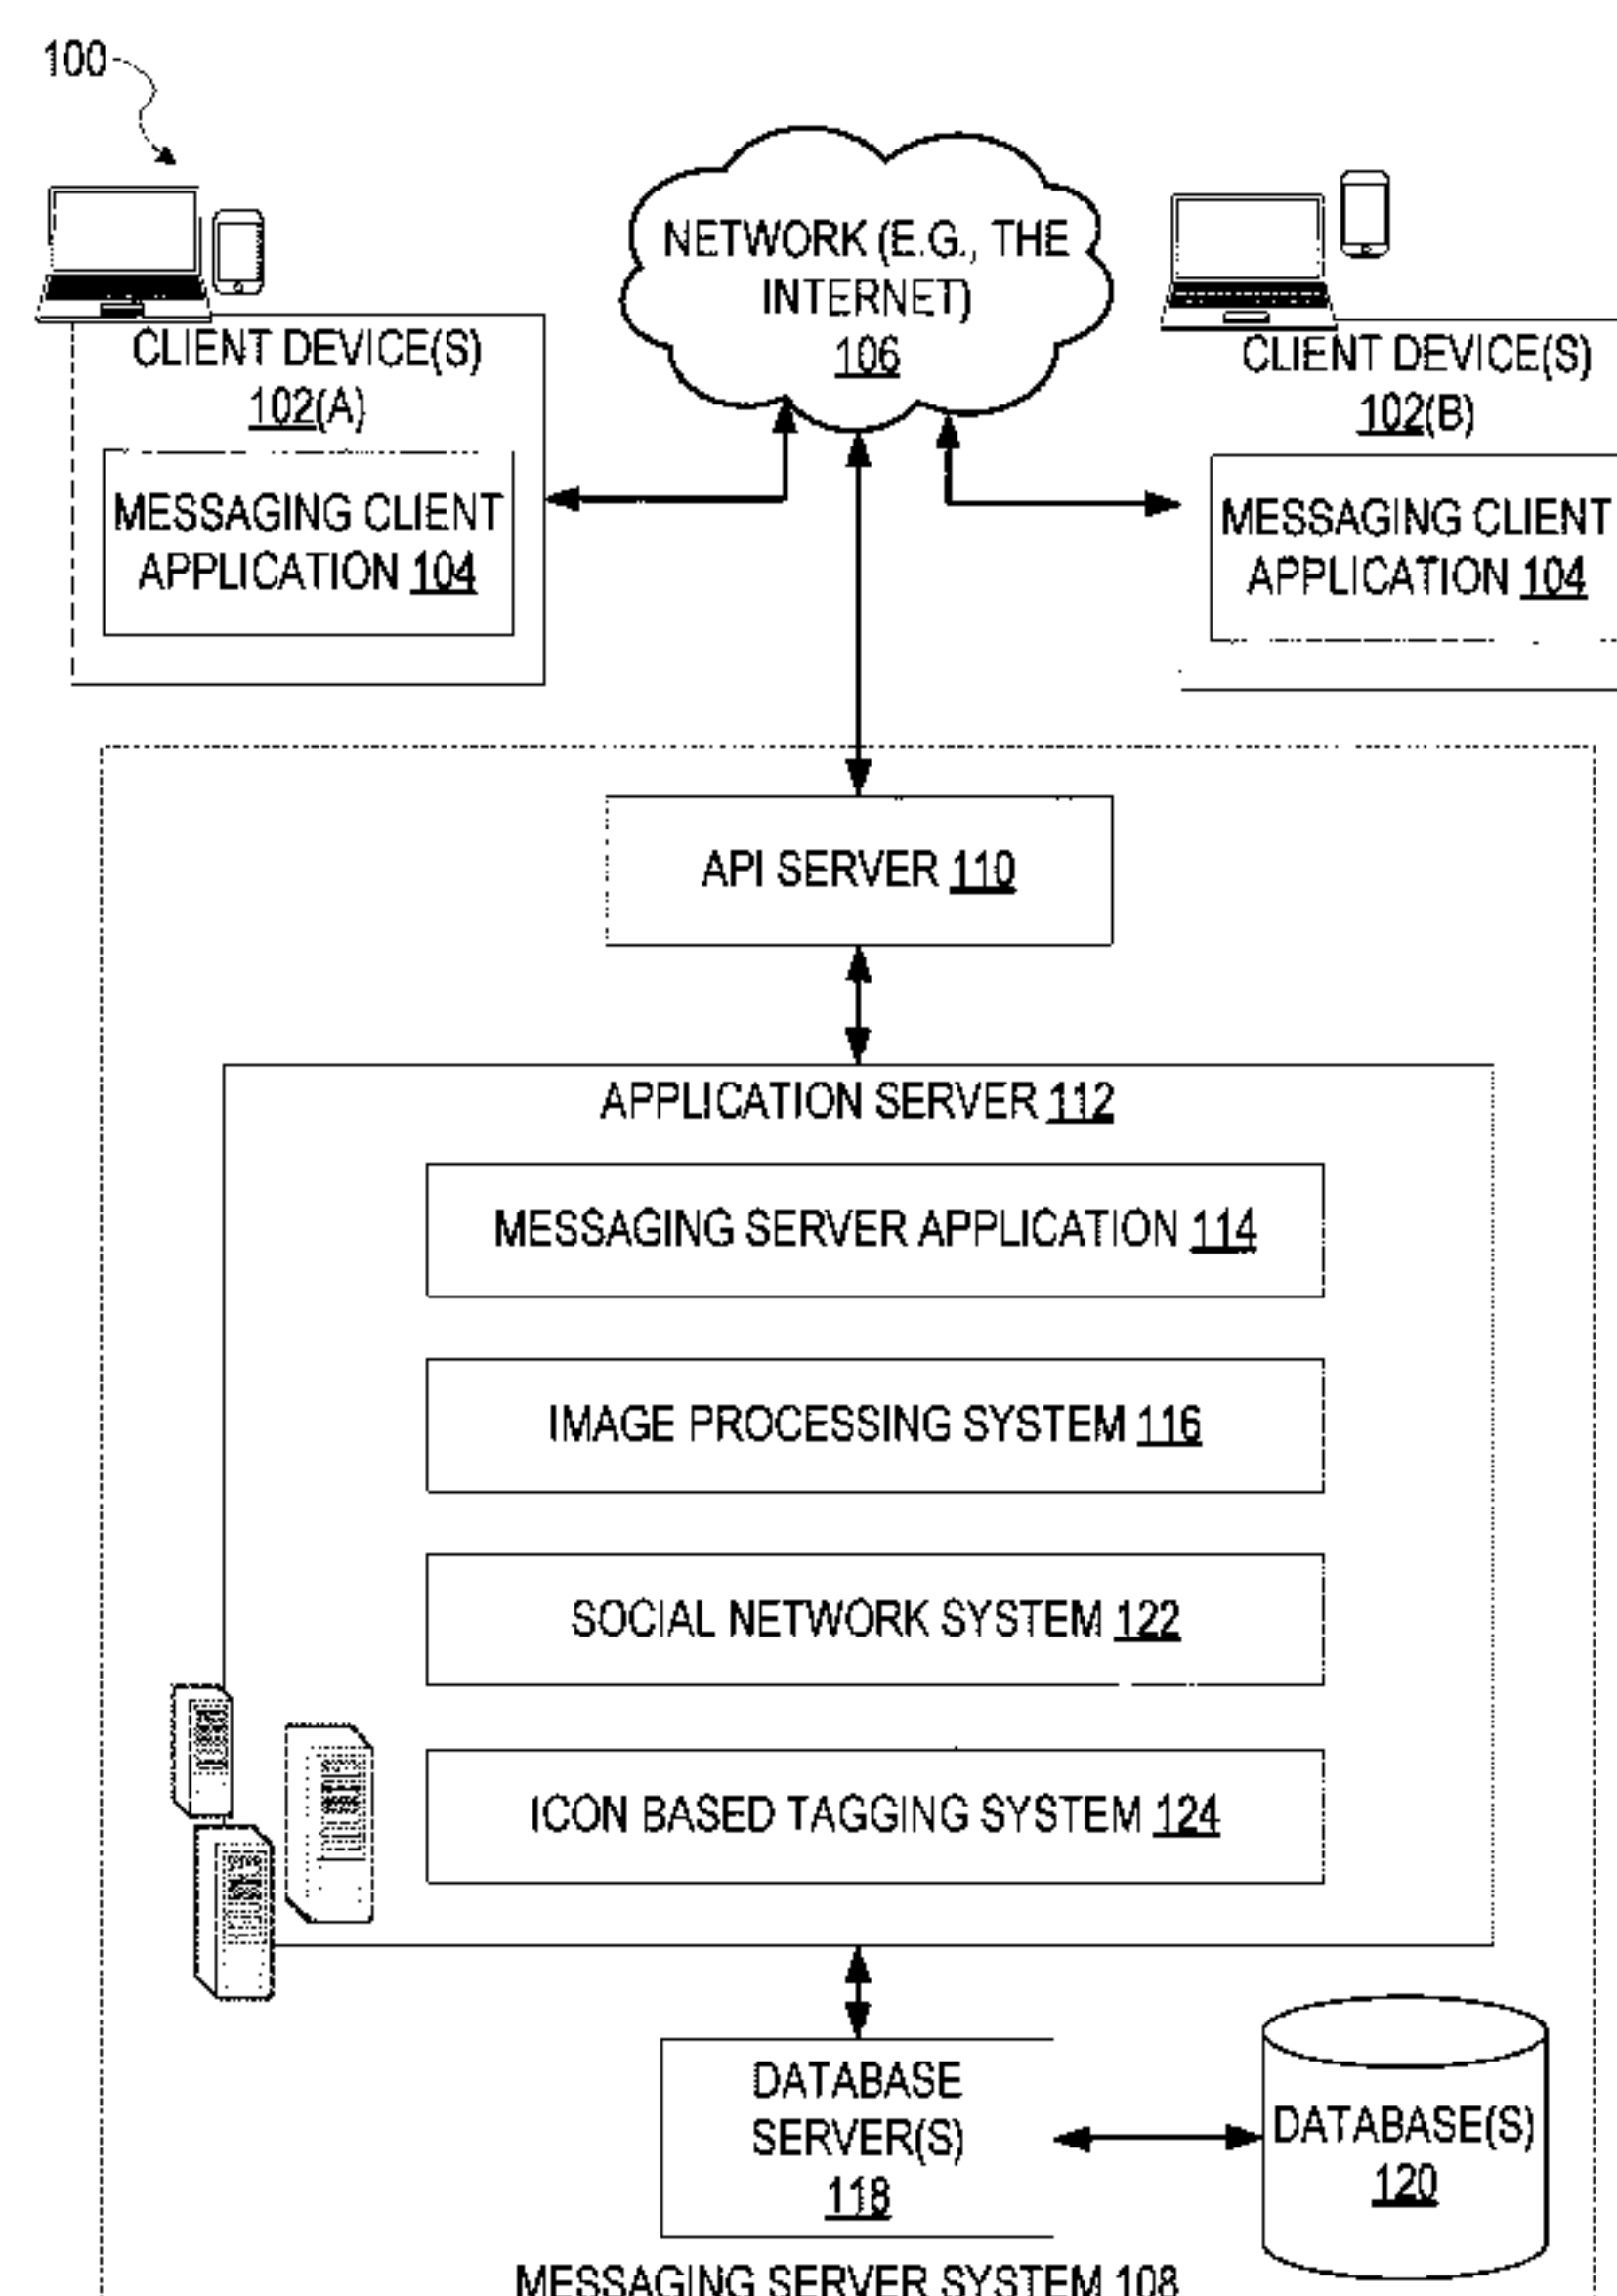 100
NETWORK (E.G., THE
INTERNET)
106
CLIENT DEVICE(S)
102(A)
MESSAGING CLIENT
APPLICATION 104
CLIENT DEVICE(S)
102(B)
MESSAGING CLIENT
APPLICATION 104
API SERVER 110
APPLICATION SERVER 112
MESSAGING SERVER APPLICATION 114
IMAGE PROCESSING SYSTEM 116
SOCIAL NETWORK SYSTEM 122
ICON BASED TAGGING SYSTEM 124
DATABASE
SERVER(S)
118
DATABASE(S)
120
MESSAGING SERVER SYSTEM 108